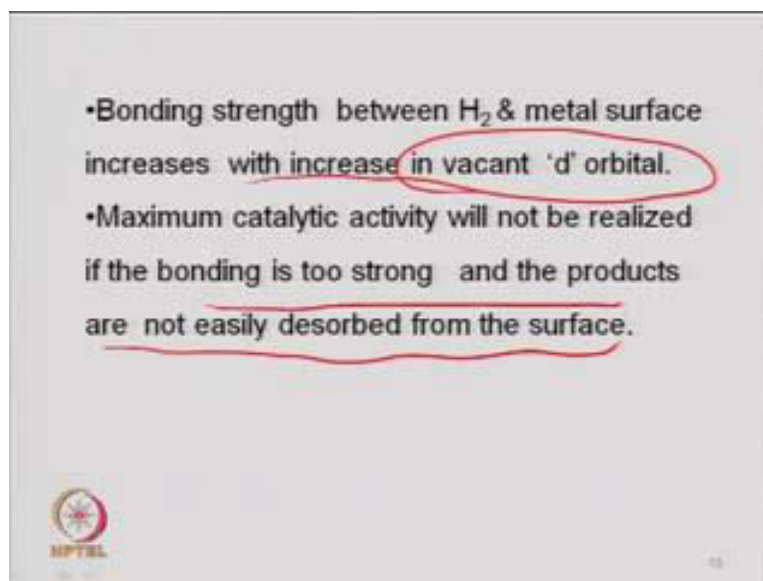 •Bonding strength between H₂ & metal surface
increases with increase in vacant 'd' orbital.
•Maximum catalytic activity will not be realized
if the bonding is too strong and the products
are not easily desorbed from the surface.
NPTEL